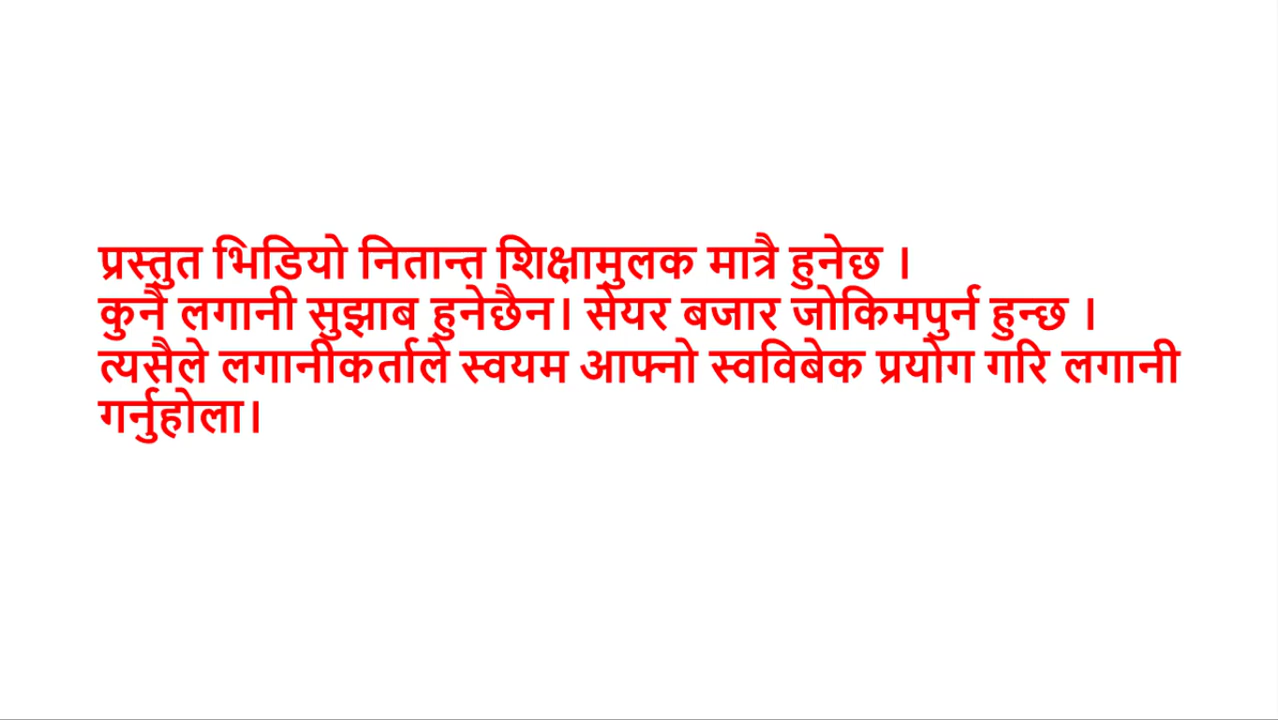 प्रस्तुत भिडियो नितान्त शिक्षामुलक मात्रै हुनेछ ।
कुनै लगानी सुझाब हुनेछैन। सेयर बजार जोकिमपुर्न हुन्छ ।
त्यसैले लगानीकर्ताले स्वयम आफ्नो स्वविबेक प्रयोग गरि लगानी
गर्नुहोला।